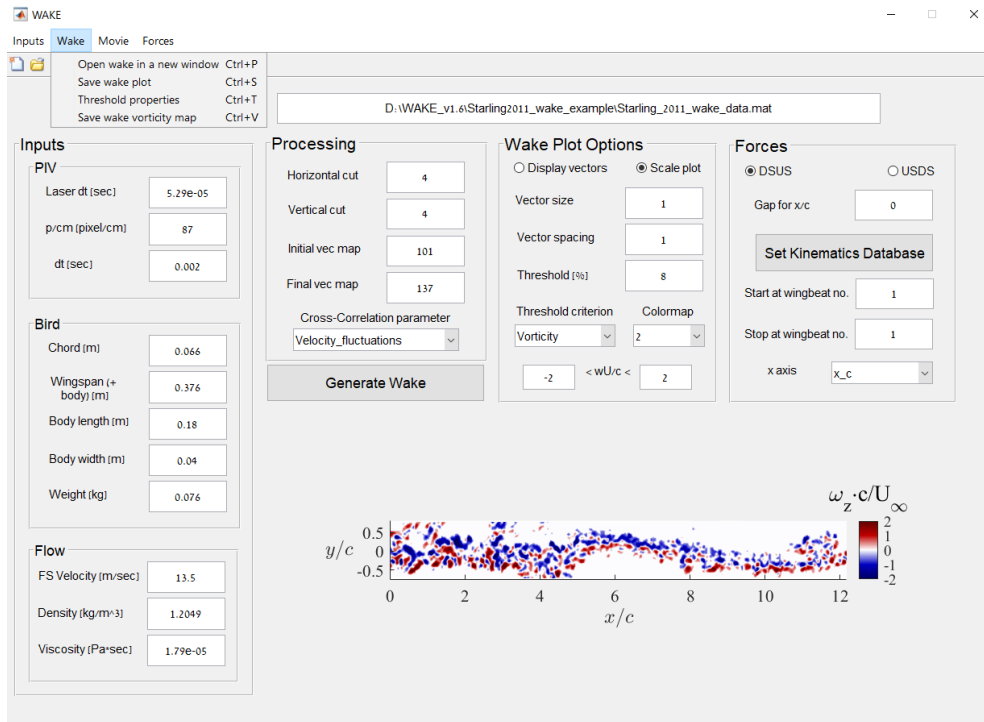 WAKE
Inputs Wake Movie Forces
Open wake in a new window Ctrl+P
Save wake plot Ctrl+S
Threshold properties Ctrl+T
Save wake vorticity map Ctrl+V
D:\WAKE_v1.6\Starling2011_wake_example\Starling_2011_wake_data.mat
Inputs
PIV
Laser dt [sec] 5.29e-05
p/cm (pixel/cm) 87
dt [sec] 0.002
Bird
Chord [m] 0.066
Wingspan (+
body) [m] 0.376
Body length [m] 0.18
Body width [m] 0.04
Weight [kg] 0.076
Flow
FS Velocity [m/sec] 13.5
Density [kg/m^3] 1.2049
Viscosity [Pa*sec] 1.79e-05
Processing
Horizontal cut 4
Vertical cut 4
Initial vec map 101
Final vec map 137
Cross-Correlation parameter
Velocity_fluctuations
Generate Wake
Wake Plot Options
Display vectors Scale plot
Vector size 1
Vector spacing 1
Threshold [%] 8
Threshold criterion Colormap
Vorticity 2
-2 < wU/c < 2
Forces
DSUS USDS
Gap for x/c 0
Set Kinematics Database
Start at wingbeat no. 1
Stop at wingbeat no. 1
x axis x_c
ω_z·c/U_∞
2
1
0
-1
-2
y/c
0.5
0
-0.5
0 2 4 6 8 10 12
x/c